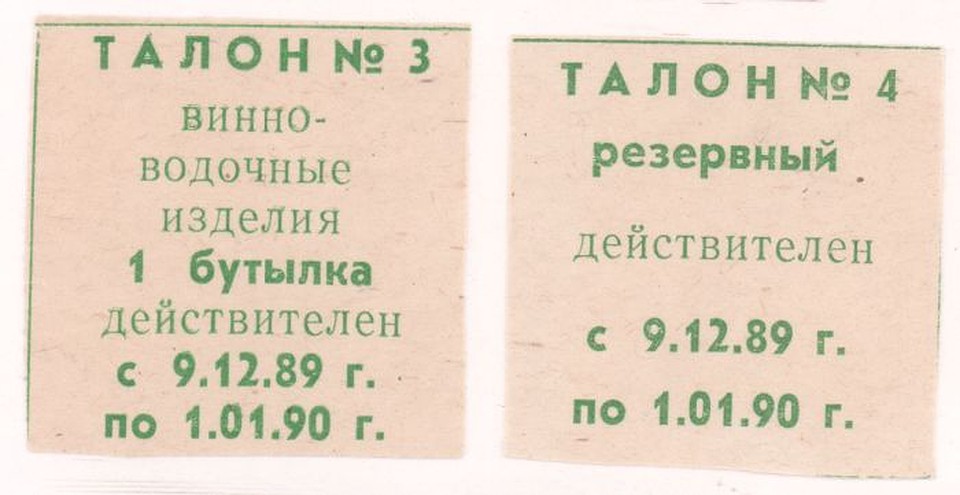 ТАЛОН № 3
винно-
водочные
изделия
1 бутылка
действителен
с 9.12.89 г.
по 1.01.90 г.
ТАЛОН № 4
резервный
действителен
с 9.12.89 г.
по 1.01.90 г.